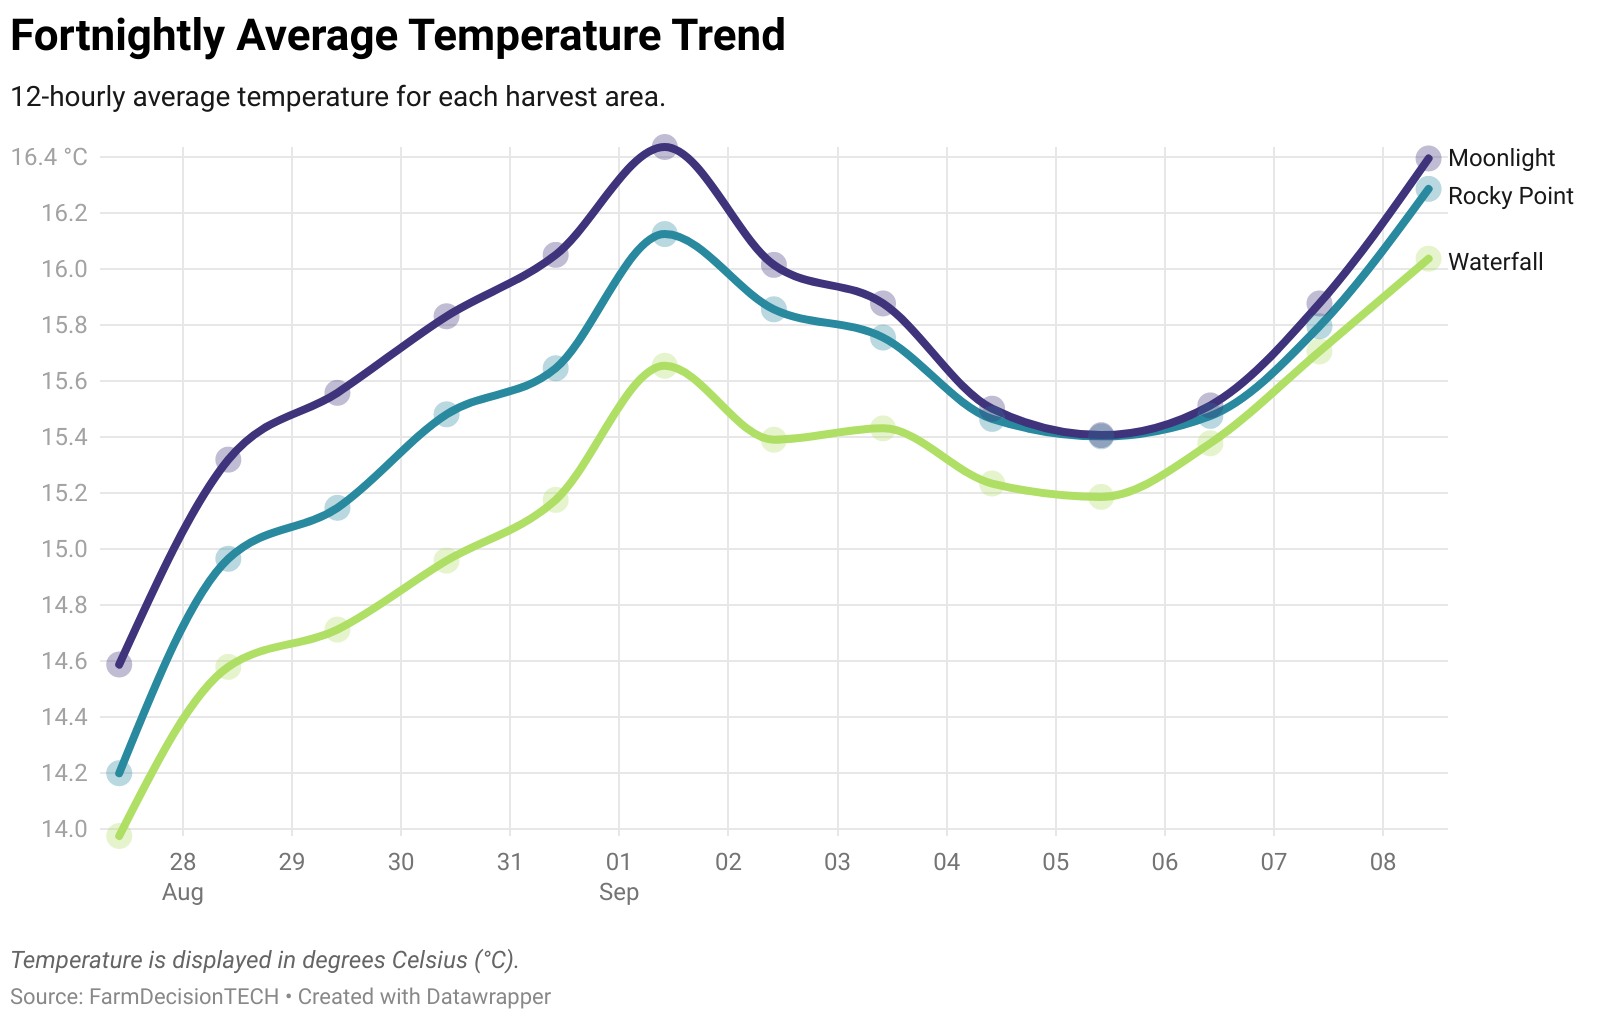 Fortnightly Average Temperature Trend
12-hourly average temperature for each harvest area.
16.4 °C
16.2
16.0
15.8
15.6
15.4
15.2
15.0
14.8
14.6
14.4
14.2
14.0
Moonlight
Rocky Point
Waterfall
28 29 30 31 01 02 03 04 05 06 07 08
Aug Sep
Temperature is displayed in degrees Celsius (°C).
Source: FarmDecisionTECH • Created with Datawrapper